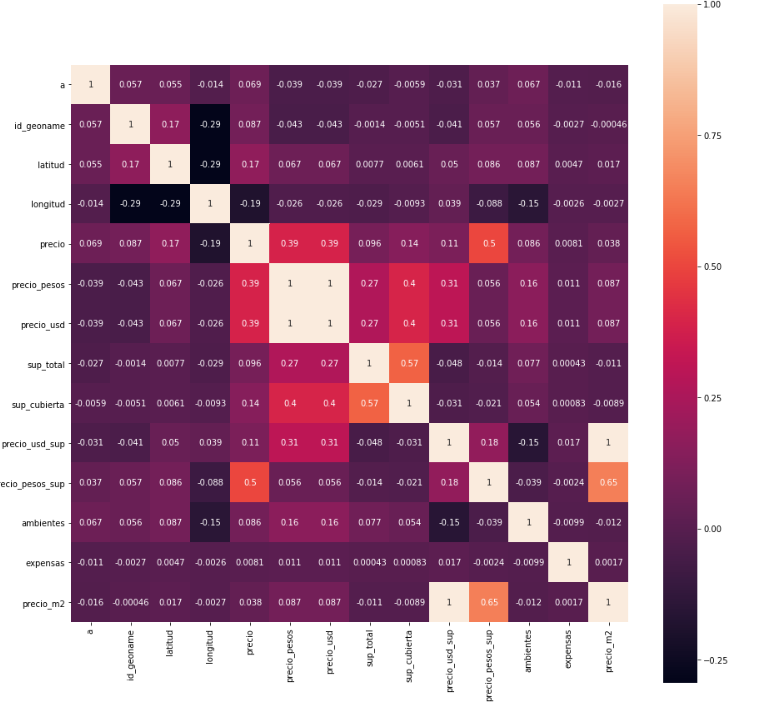 1.00
a 1 0.057 0.055 -0.014 0.069 -0.039 -0.039 -0.027 -0.0059 -0.031 0.037 0.067 -0.011 -0.016
id_geoname 0.057 1 0.17 -0.29 0.087 -0.043 -0.043 -0.0014 -0.0051 -0.041 0.057 0.056 -0.0027 -0.00046
0.75
latitud 0.055 0.17 1 -0.29 0.17 0.067 0.067 0.0077 0.0061 0.05 0.086 0.087 0.0047 0.017
longitud -0.014 -0.29 -0.29 1 -0.19 -0.026 -0.026 -0.029 -0.0093 0.039 -0.088 -0.15 -0.0026 -0.0027
precio 0.069 0.087 0.17 -0.19 1 0.39 0.39 0.096 0.14 0.11 0.5 0.086 0.0081 0.038
0.50
precio_pesos -0.039 -0.043 0.067 -0.026 0.39 1 1 0.27 0.4 0.31 0.056 0.16 0.011 0.087
precio_usd -0.039 -0.043 0.067 -0.026 0.39 1 1 0.27 0.4 0.31 0.056 0.16 0.011 0.087
sup_total -0.027 -0.0014 0.0077 -0.029 0.096 0.27 0.27 1 0.57 -0.048 -0.014 0.077 0.00043 -0.011
0.25
sup_cubierta -0.0059 -0.0051 0.0061 -0.0093 0.14 0.4 0.4 0.57 1 -0.031 -0.021 0.054 0.00083 -0.0089
precio_usd_sup -0.031 -0.041 0.05 0.039 0.11 0.31 0.31 -0.048 -0.031 1 0.18 -0.15 0.017 1
recio_pesos_sup 0.037 0.057 0.086 -0.088 0.5 0.056 0.056 -0.014 -0.021 0.18 1 -0.039 -0.0024 0.65
ambientes 0.067 0.056 0.087 -0.15 0.086 0.16 0.16 0.077 0.054 -0.15 -0.039 1 -0.0099 -0.012
0.00
expensas -0.011 -0.0027 0.0047 -0.0026 0.0081 0.011 0.011 0.00043 0.00083 0.017 -0.0024 -0.0099 1 0.0017
precio_m2 -0.016 -0.00046 0.017 -0.0027 0.038 0.087 0.087 -0.011 -0.0089 1 0.65 -0.012 0.0017 1
a id_geoname latitud longitud precio precio_pesos precio_usd sup_total sup_cubierta precio_usd_sup precio_pesos_sup ambientes expensas precio_m2
-0.25